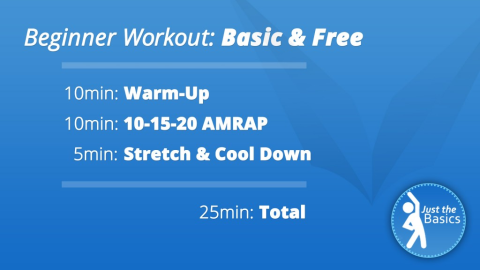 Beginner Workout: Basic & Free
10min: Warm-Up
10min: 10-15-20 AMRAP
5min: Stretch & Cool Down
25min: Total
Just the
Basics